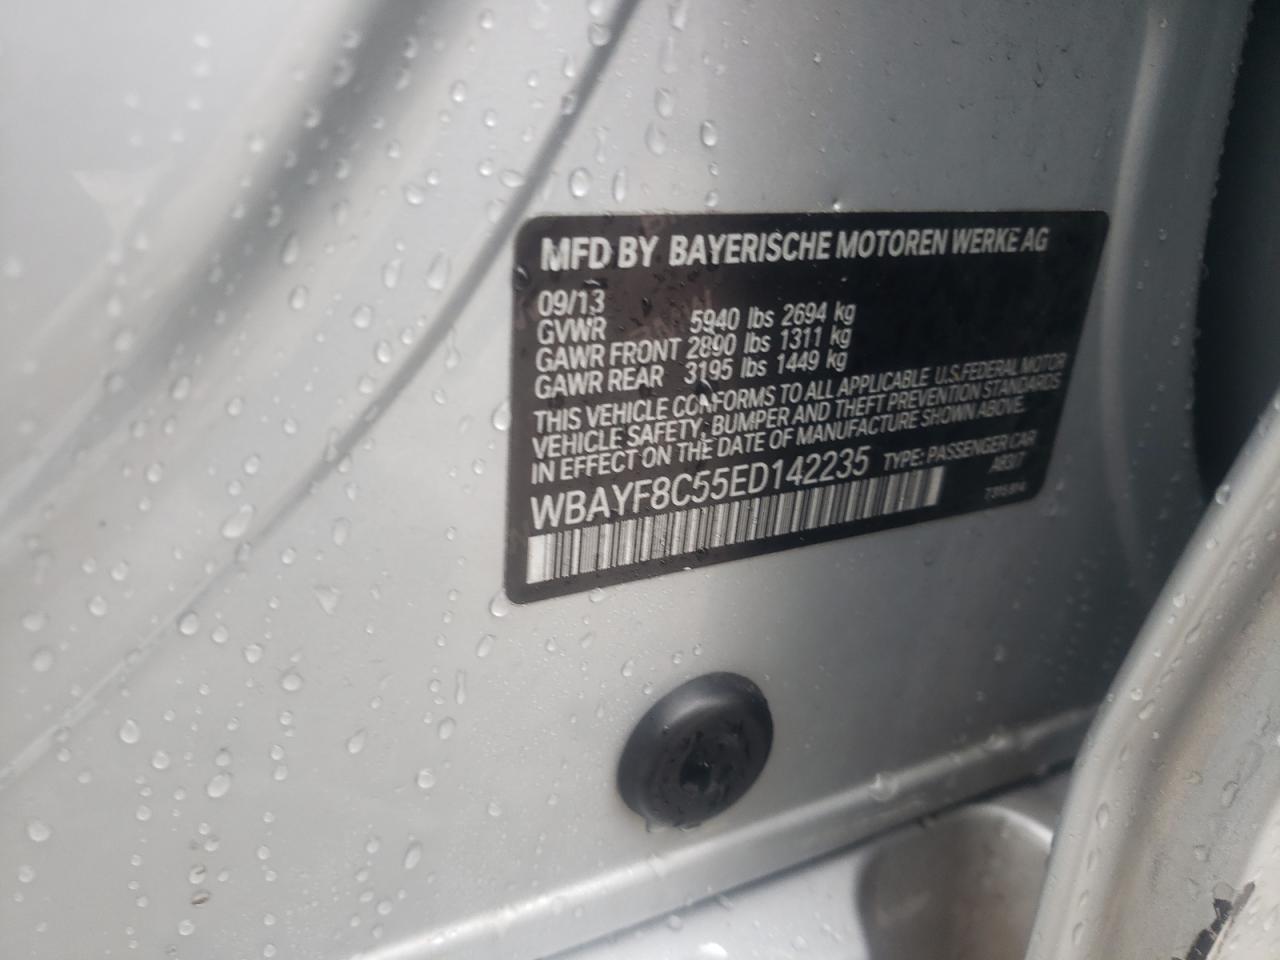 MFD BY BAYERISCHE MOTOREN WERKE AG
09/13
GVWR 5940 lbs 2694 kg
GAWR FRONT 2890 lbs 1311 kg
GAWR REAR 3195 lbs 1449 kg
THIS VEHICLE CONFORMS TO ALL APPLICABLE U.S.FEDERAL MOTOR
VEHICLE SAFETY, BUMPER AND THEFT PREVENTION STANDARDS
IN EFFECT ON THE DATE OF MANUFACTURE SHOWN ABOVE.
WBAYF8C55ED142235 TYPE: PASSENGER CAR